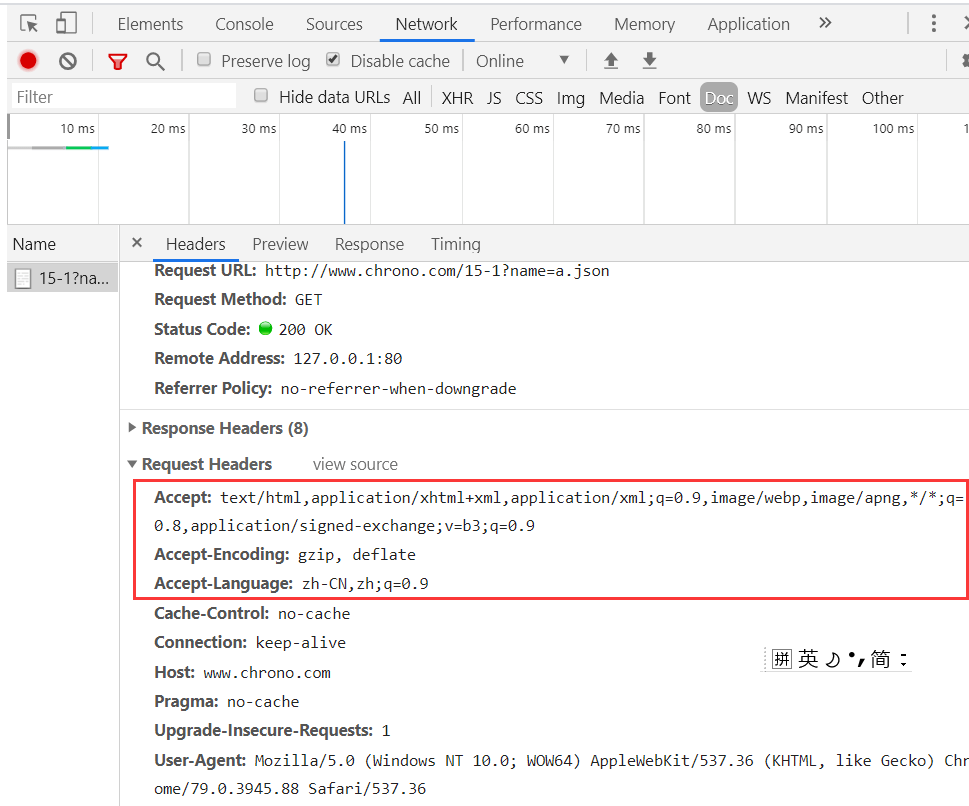 Elements Console Sources Network Performance Memory Application »
Preserve log Disable cache Online
Filter Hide data URLs All XHR JS CSS Img Media Font Doc WS Manifest Other
10 ms 20 ms 30 ms 40 ms 50 ms 60 ms 70 ms 80 ms 90 ms 100 ms 1
Name × Headers Preview Response Timing
15-1?na...
Request URL: http://www.chrono.com/15-1?name=a.json
Request Method: GET
Status Code: 200 OK
Remote Address: 127.0.0.1:80
Referrer Policy: no-referrer-when-downgrade
Response Headers (8)
Request Headers view source
Accept: text/html,application/xhtml+xml,application/xml;q=0.9,image/webp,image/apng,*/*;q=
0.8,application/signed-exchange;v=b3;q=0.9
Accept-Encoding: gzip, deflate
Accept-Language: zh-CN,zh;q=0.9
Cache-Control: no-cache
Connection: keep-alive
Host: www.chrono.com
拼 英 简
Pragma: no-cache
Upgrade-Insecure-Requests: 1
User-Agent: Mozilla/5.0 (Windows NT 10.0; WOW64) AppleWebKit/537.36 (KHTML, like Gecko) Chr
ome/79.0.3945.88 Safari/537.36